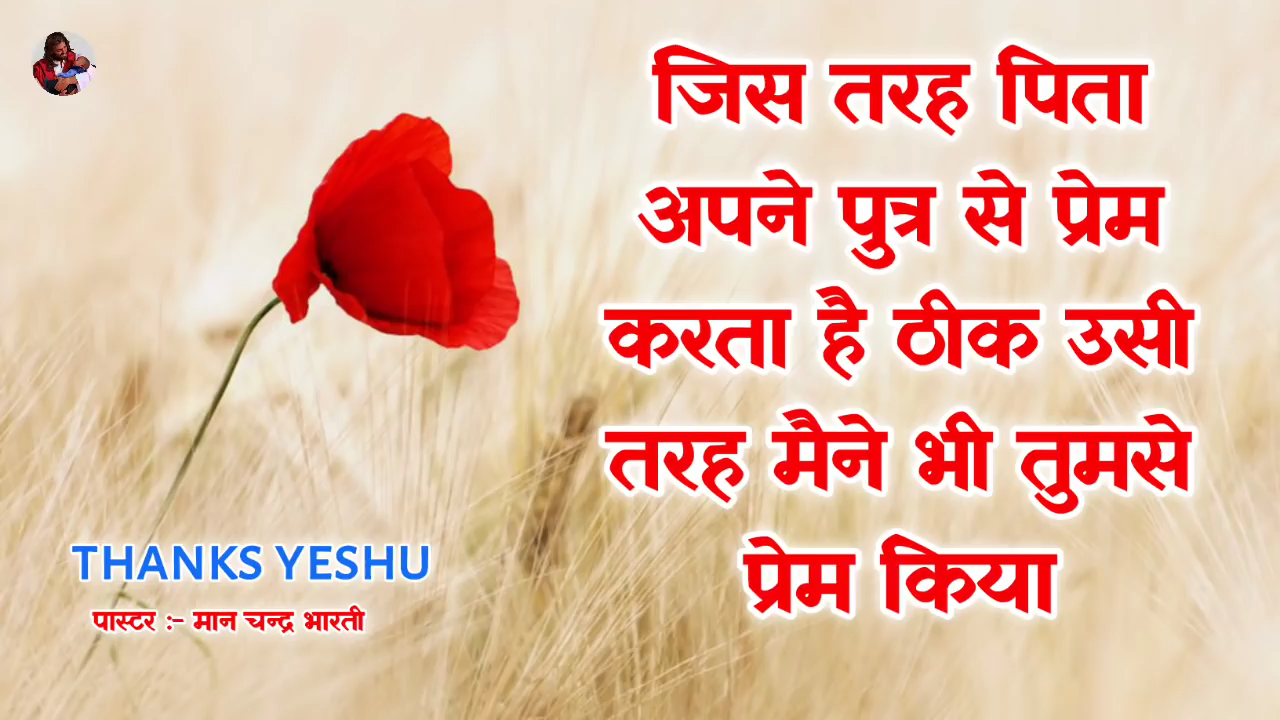 जिस तरह पिता
अपने पुत्र से प्रेम
करता है ठीक उसी
तरह मैने भी तुमसे
प्रेम किया
THANKS YESHU
पास्टर :- मान चन्द्र भारती